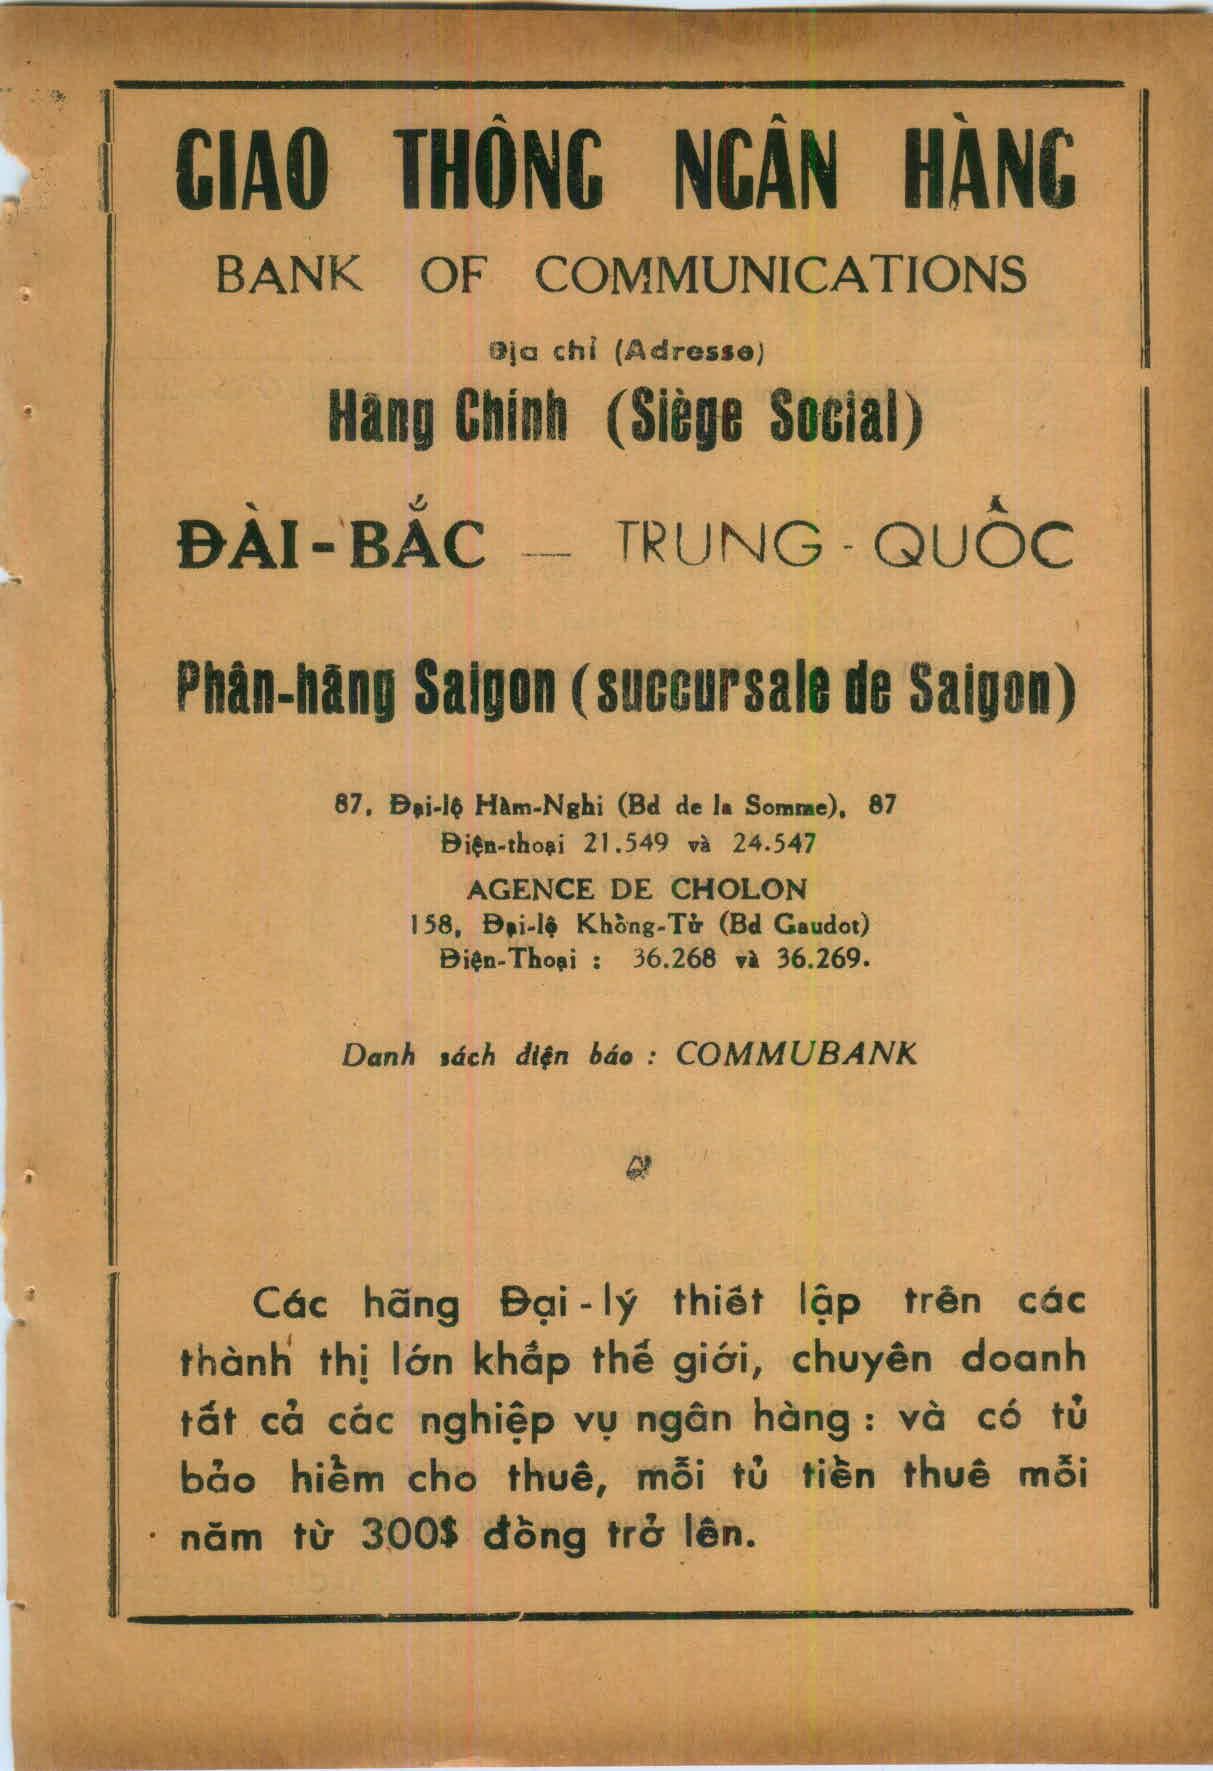 GIAO THÔNG NGÂN HÀNG
BANK OF COMMUNICATIONS
Địa chỉ (Adresse)
Hãng Chính (Siège Social)
ĐÀI-BẮC — TRUNG-QUỐC
Phân-hãng Saigon (succursale de Saigon)
87, Đại-lộ Hàm-Nghi (Bd de la Somme), 87
Điện-thoại 21.549 và 24.547
AGENCE DE CHOLON
158, Đại-lộ Khổng-Tử (Bd Gaudot)
Điện-Thoại : 36.268 và 36.269.
Danh sách điện báo : COMMUBANK
Các hãng Đại-lý thiết lập trên các
thành thị lớn khắp thế giới, chuyên doanh
tất cả các nghiệp vụ ngân hàng : và có tủ
bảo hiểm cho thuê, mỗi tủ tiền thuê mỗi
năm từ 300$ đồng trở lên.